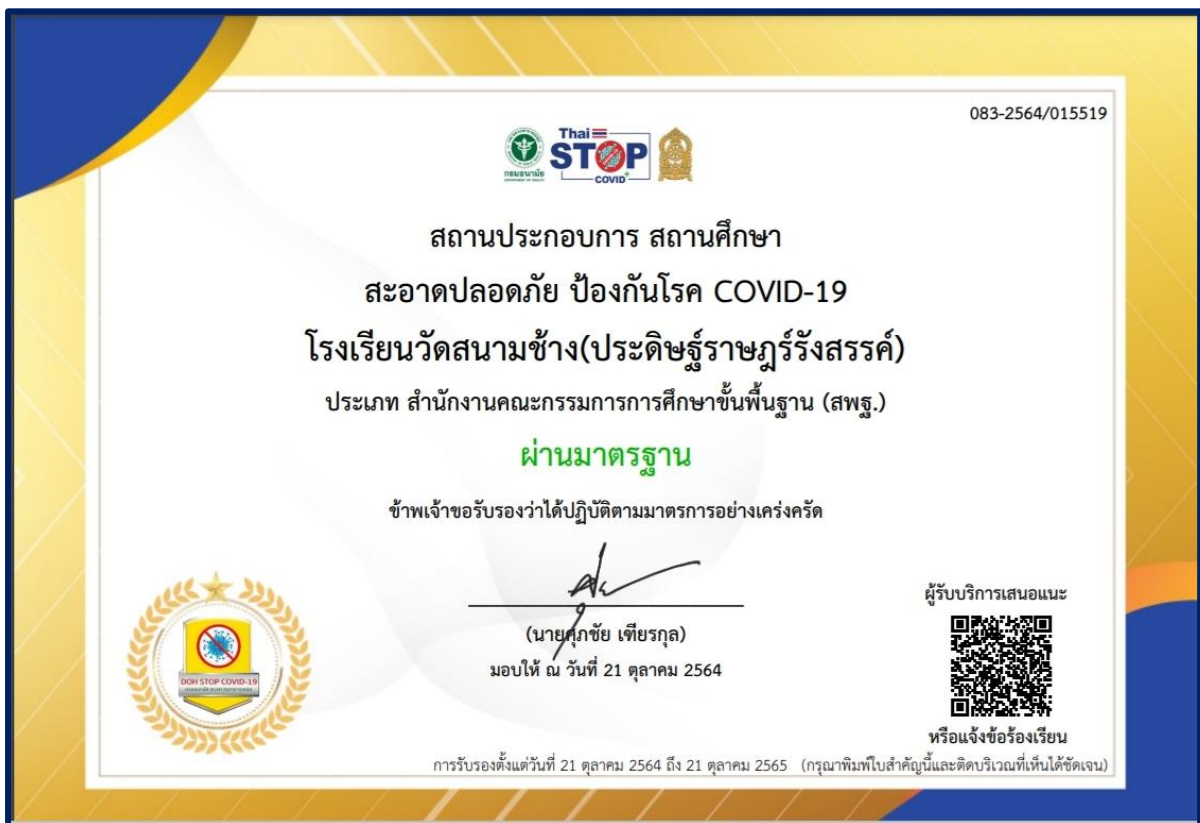 083-2564/015519
กรมอนามัย
DEPARTMENT OF HEALTH
Thai
STOP
COVID
สถานประกอบการ สถานศึกษา
สะอาดปลอดภัย ป้องกันโรค COVID-19
โรงเรียนวัดสนามช้าง(ประดิษฐ์ราษฎร์รังสรรค์)
ประเภท สำนักงานคณะกรรมการการศึกษาขั้นพื้นฐาน (สพฐ.)
ผ่านมาตรฐาน
ข้าพเจ้าขอรับรองว่าได้ปฏิบัติตามมาตรการอย่างเคร่งครัด
(นายศุภชัย เฑียรกุล)
มอบให้ ณ วันที่ 21 ตุลาคม 2564
DOH STOP COVID-19
ผู้รับบริการเสนอแนะ
หรือแจ้งข้อร้องเรียน
การรับรองตั้งแต่วันที่ 21 ตุลาคม 2564 ถึง 21 ตุลาคม 2565 (กรุณาพิมพ์ใบสำคัญนี้และติดบริเวณที่เห็นได้ชัดเจน)